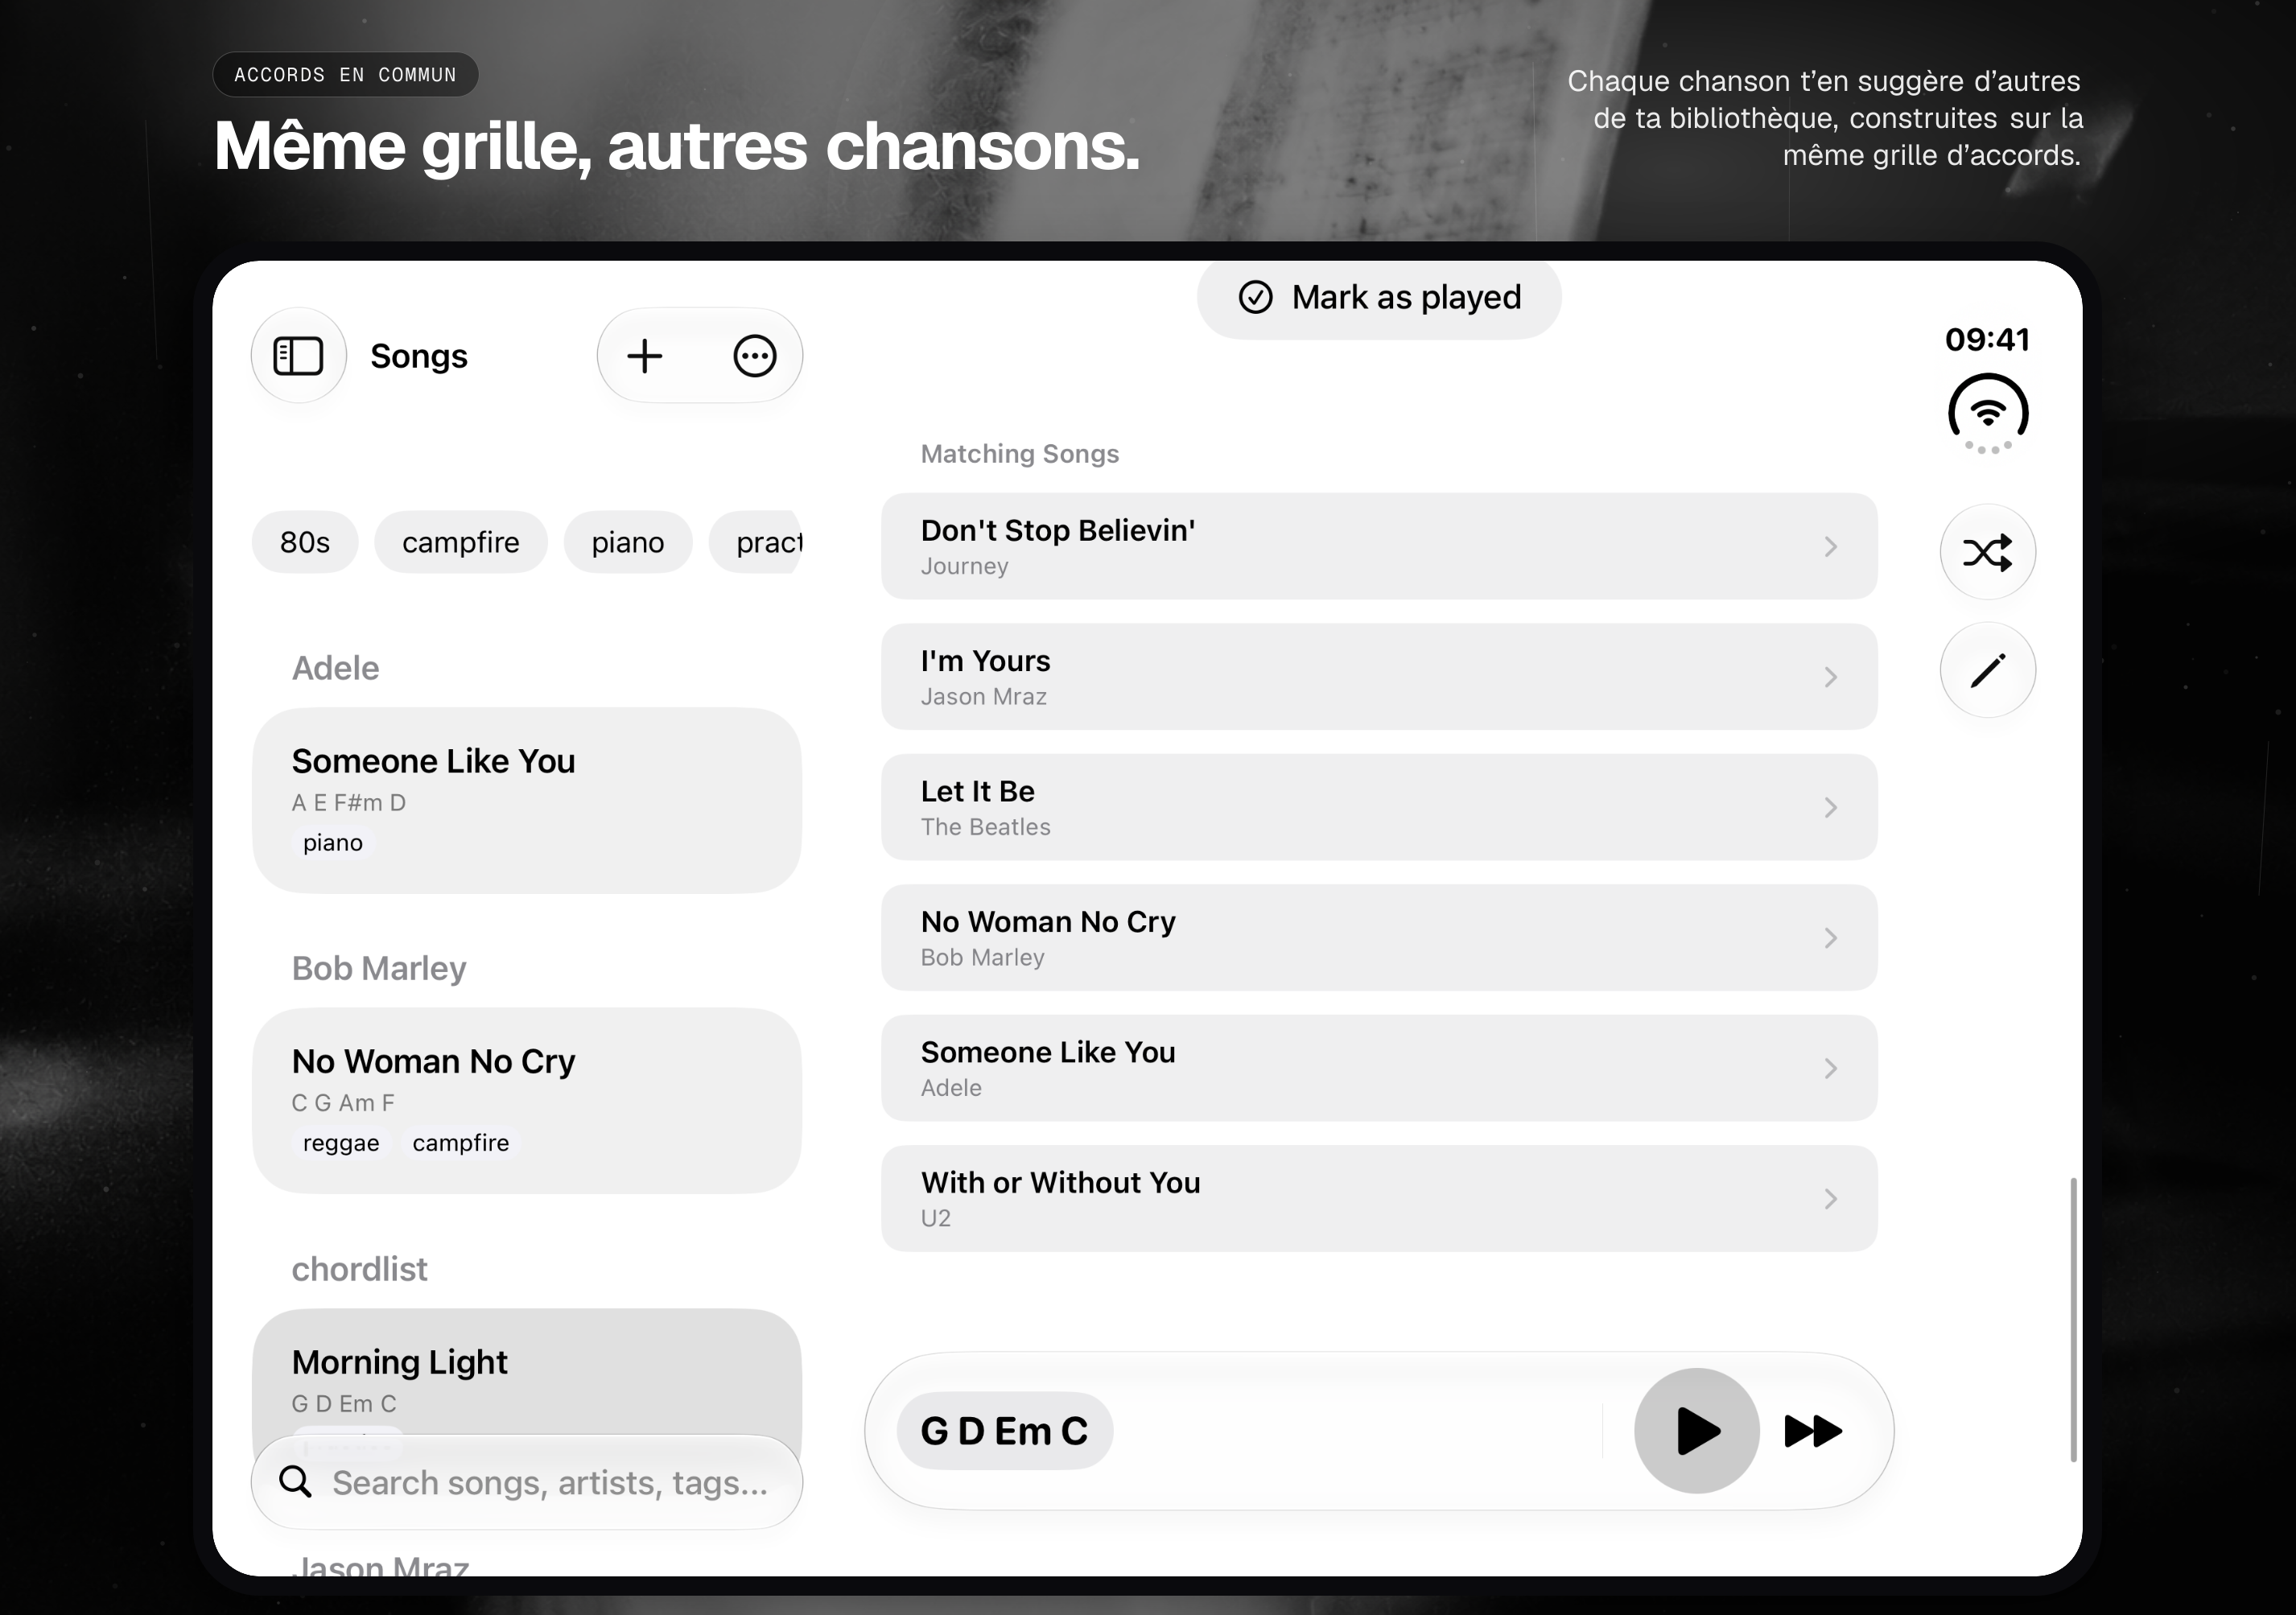 ACCORDS EN COMMUN
Même grille, autres chansons.
Chaque chanson t’en suggère d’autres
de ta bibliothèque, construites sur la
même grille d’accords.
Songs
80s
campfire
piano
pract
Adele
Someone Like You
A E F#m D
piano
Bob Marley
No Woman No Cry
C G Am F
reggae
campfire
chordlist
Morning Light
G D Em C
Search songs, artists, tags...
Jason Mraz
Mark as played
09:41
Matching Songs
Don't Stop Believin'
Journey
I'm Yours
Jason Mraz
Let It Be
The Beatles
No Woman No Cry
Bob Marley
Someone Like You
Adele
With or Without You
U2
G D Em C